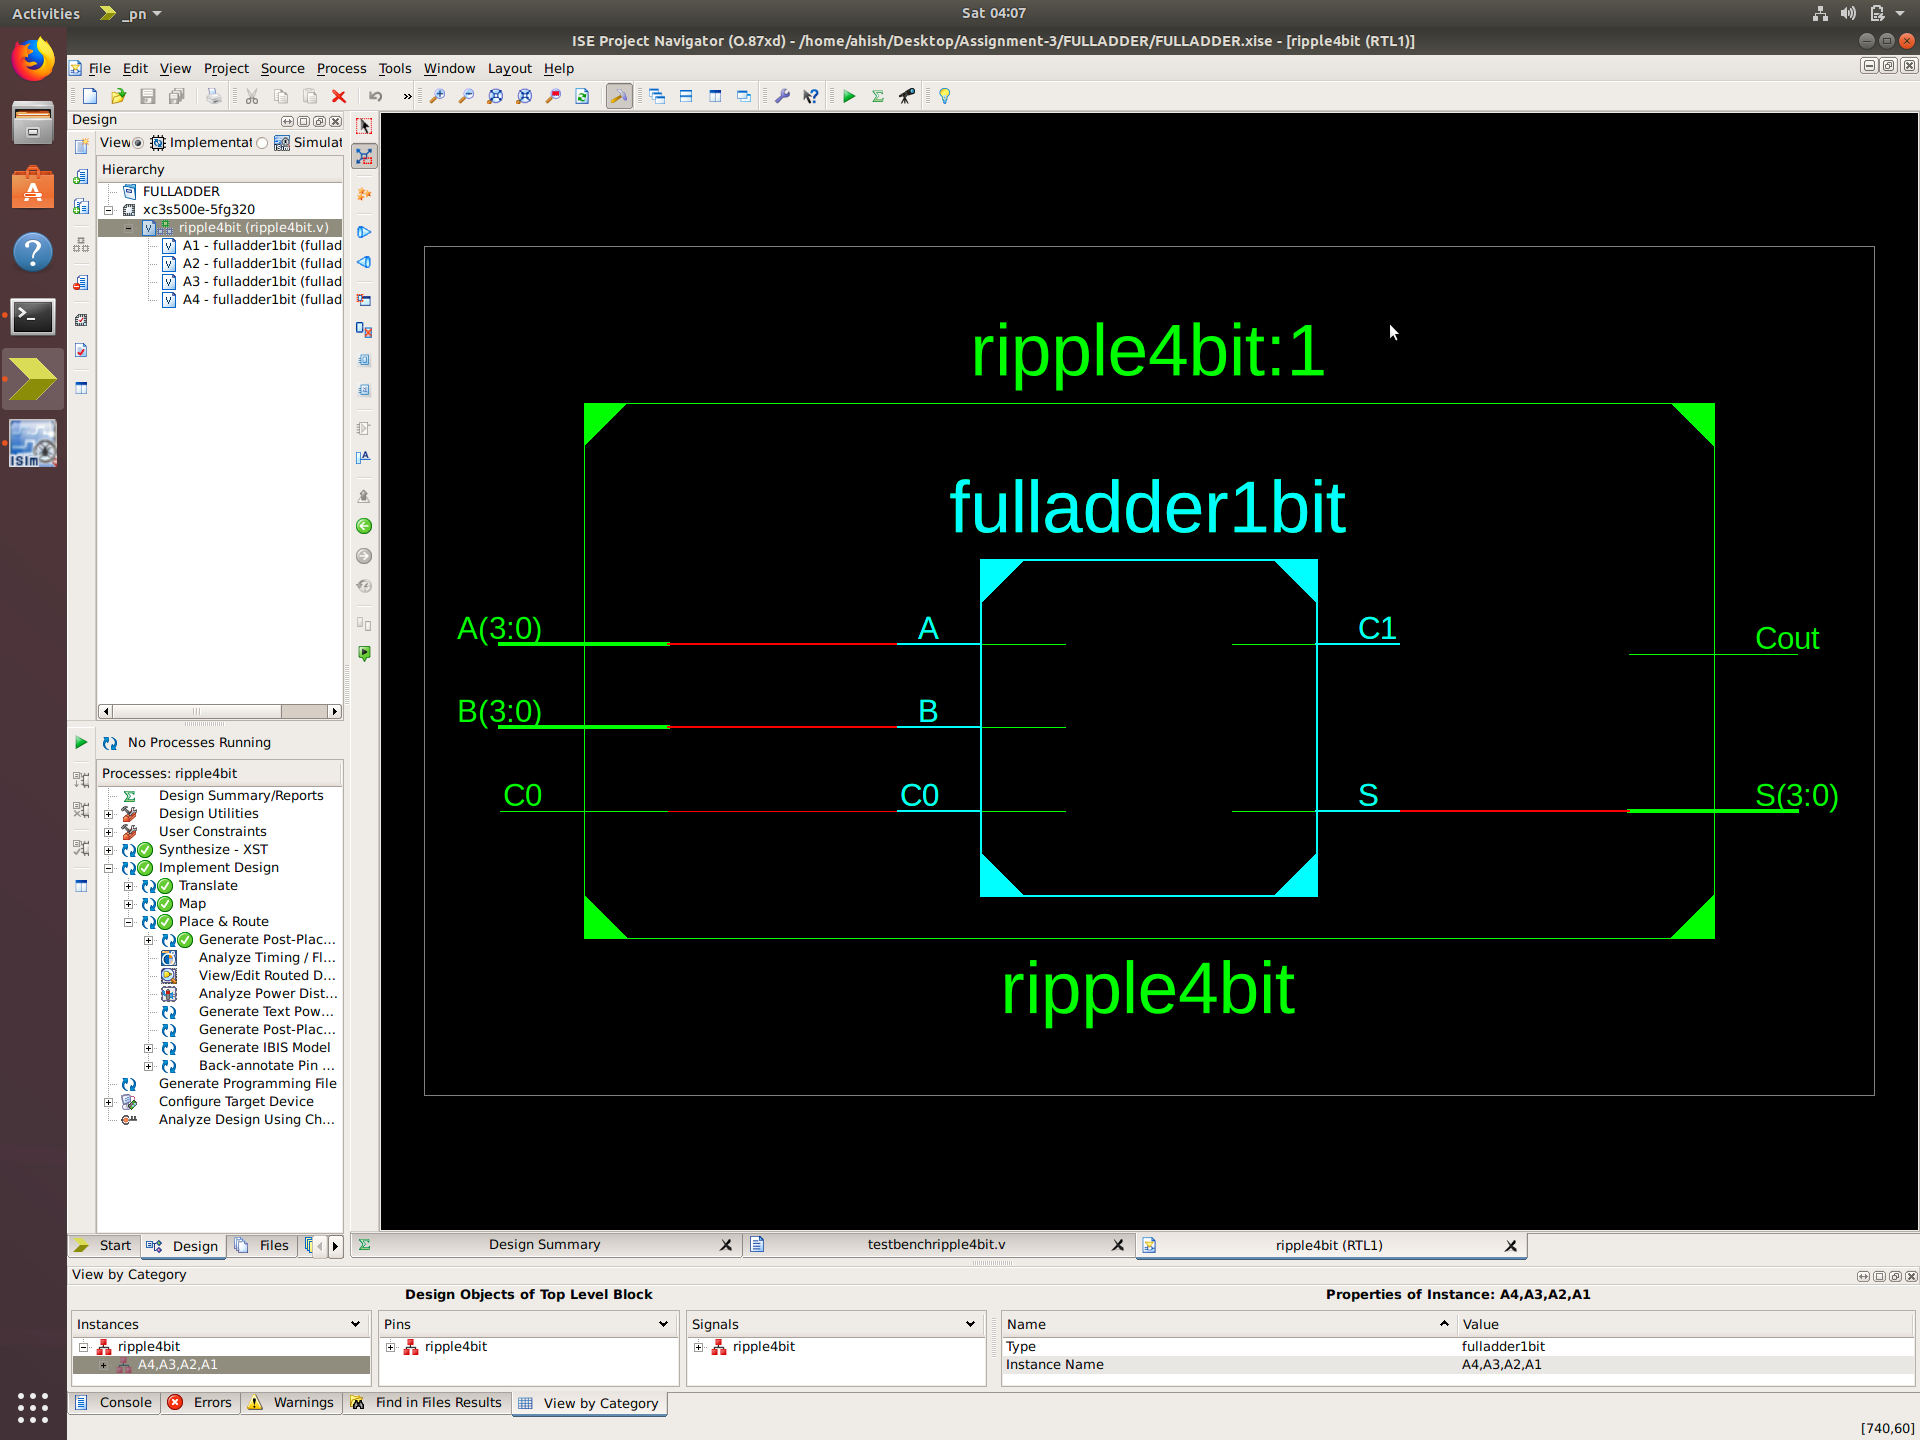 Activities
_pn
Sat 04:07
ISE Project Navigator (O.87xd) - /home/ahish/Desktop/Assignment-3/FULLADDER/FULLADDER.xise - [ripple4bit (RTL1)]
File Edit View Project Source Process Tools Window Layout Help
Design
View Implementat Simulat
Hierarchy
FULLADDER
xc3s500e-5fg320
ripple4bit (ripple4bit.v)
A1 - fulladder1bit (fullad
A2 - fulladder1bit (fullad
A3 - fulladder1bit (fullad
A4 - fulladder1bit (fullad
No Processes Running
Processes: ripple4bit
Design Summary/Reports
Design Utilities
User Constraints
Synthesize - XST
Implement Design
Translate
Map
Place & Route
Generate Post-Plac...
Analyze Timing / Fl...
View/Edit Routed D...
Analyze Power Dist...
Generate Text Pow...
Generate Post-Plac...
Generate IBIS Model
Back-annotate Pin ...
Generate Programming File
Configure Target Device
Analyze Design Using Ch...
Start Design Files
ISim
ripple4bit:1
fulladder1bit
A(3:0) A C1 Cout
B(3:0) B
C0 C0 S S(3:0)
ripple4bit
Design Summary testbenchripple4bit.v ripple4bit (RTL1)
View by Category
Design Objects of Top Level Block Properties of Instance: A4,A3,A2,A1
Instances Pins Signals Name Value
ripple4bit ripple4bit ripple4bit Type fulladder1bit
A4,A3,A2,A1 Instance Name A4,A3,A2,A1
Console Errors Warnings Find in Files Results View by Category
[740,60]